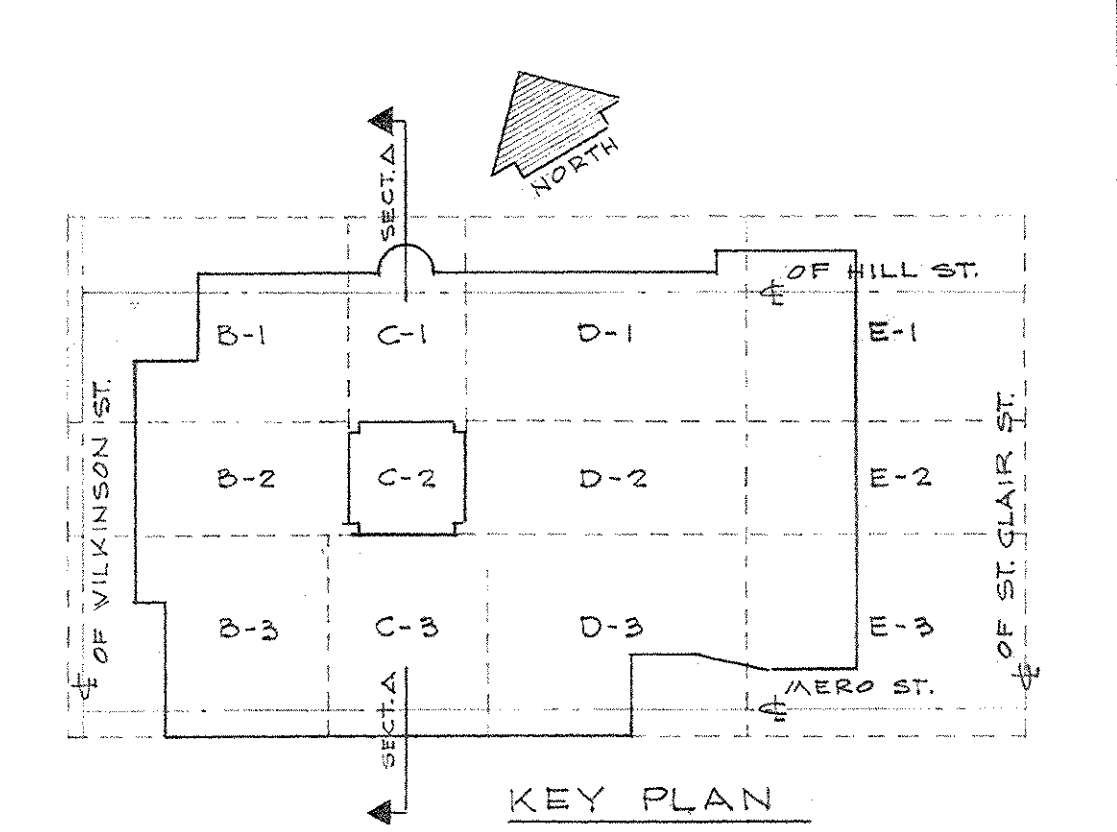 NORTH
SECT. A
℄ OF HILL ST.
B-1 C-1 D-1 E-1
℄ OF WILKINSON ST.
B-2 C-2 D-2 E-2
℄ OF ST. CLAIR ST.
B-3 C-3 D-3 E-3
℄ MERO ST.
SECT. A
KEY PLAN